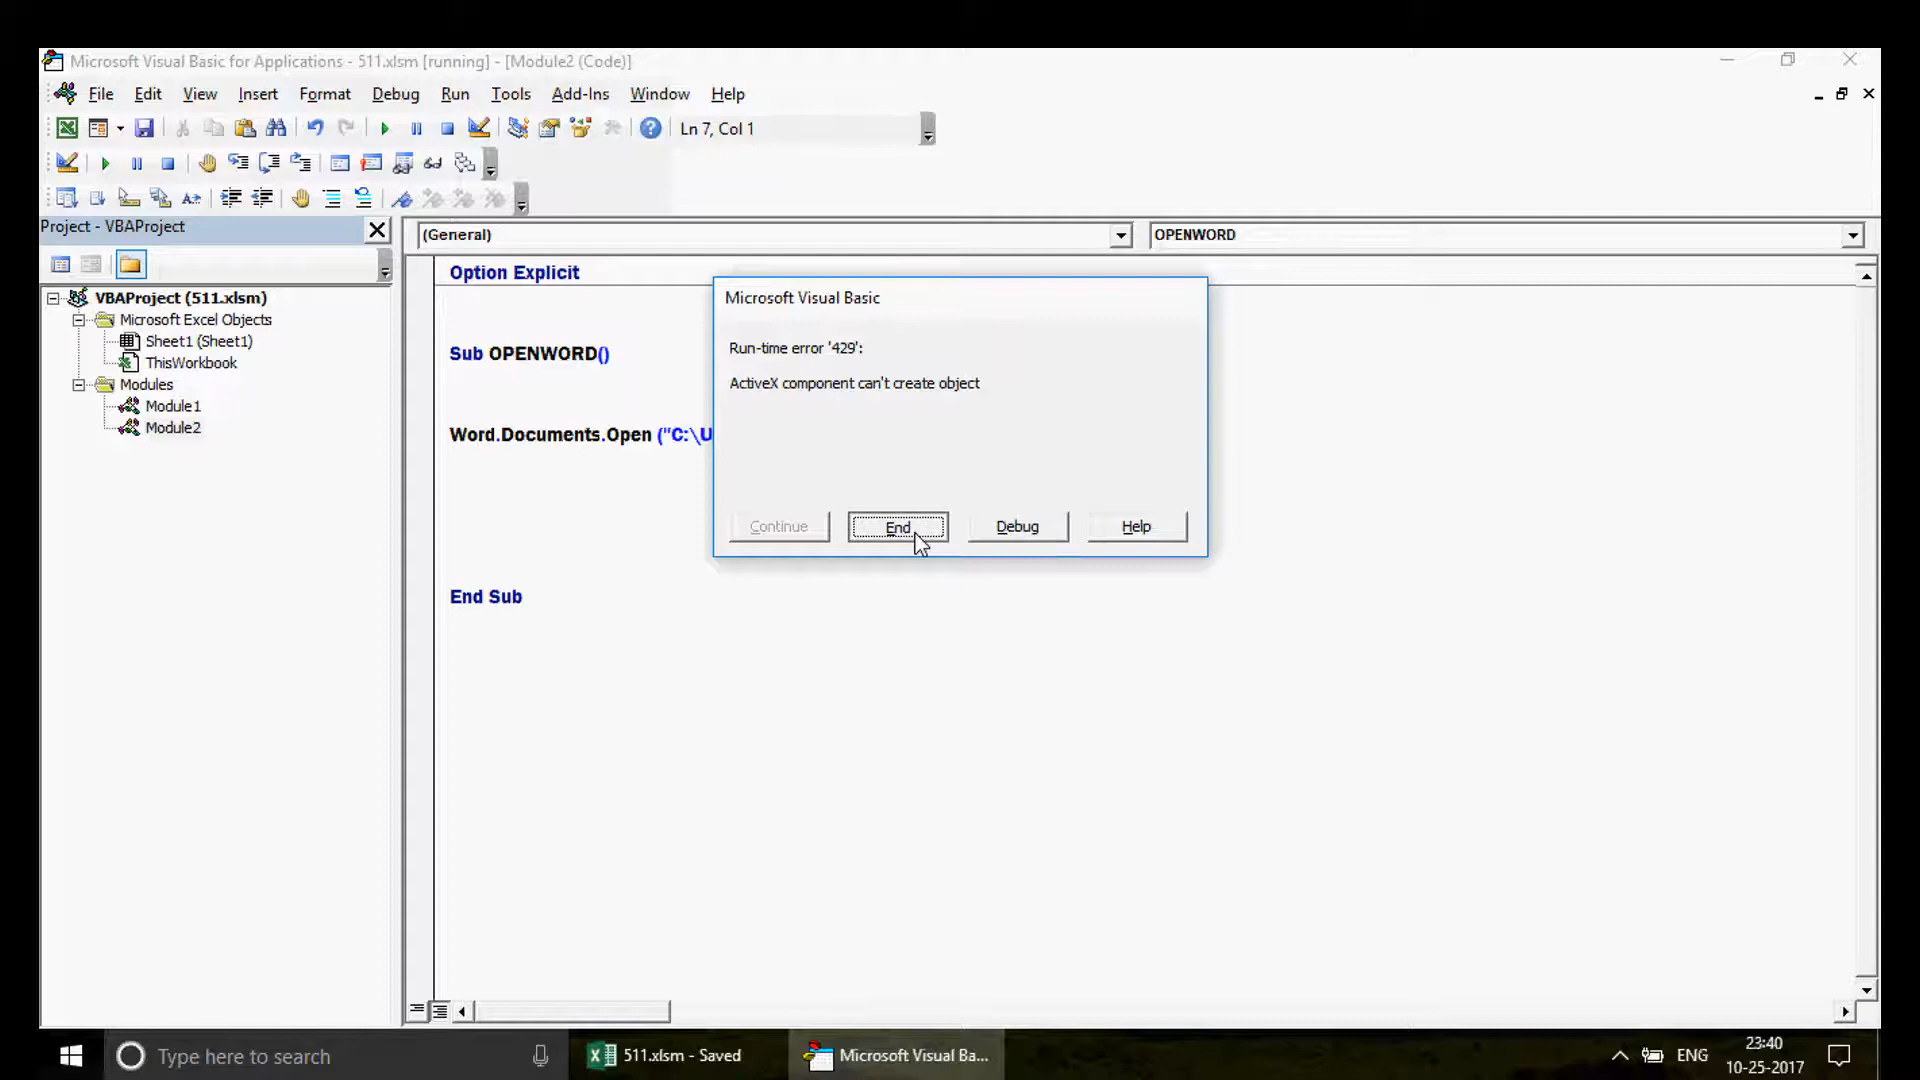 Microsoft Visual Basic for Applications - 511.xlsm [running] - [Module2 (Code)]
File Edit View Insert Format Debug Run Tools Add-Ins Window Help
Ln 7, Col 1
Project - VBAProject
(General)
OPENWORD
VBAProject (511.xlsm)
Microsoft Excel Objects
Sheet1 (Sheet1)
ThisWorkbook
Modules
Module1
Module2
Option Explicit
Sub OPENWORD()
Word.Documents.Open ("C:\U
End Sub
Microsoft Visual Basic
Run-time error '429':
ActiveX component can't create object
Continue End Debug Help
Type here to search
511.xlsm - Saved
Microsoft Visual Ba...
ENG
23:40
10-25-2017